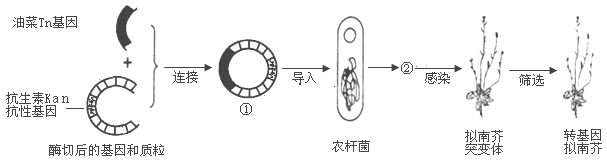 油菜Tn基因
+
抗生素Kan
抗性基因
酶切后的基因和质粒
连接
①
导入
农杆菌
②
感染
拟南芥
突变体
筛选
转基因
拟南芥